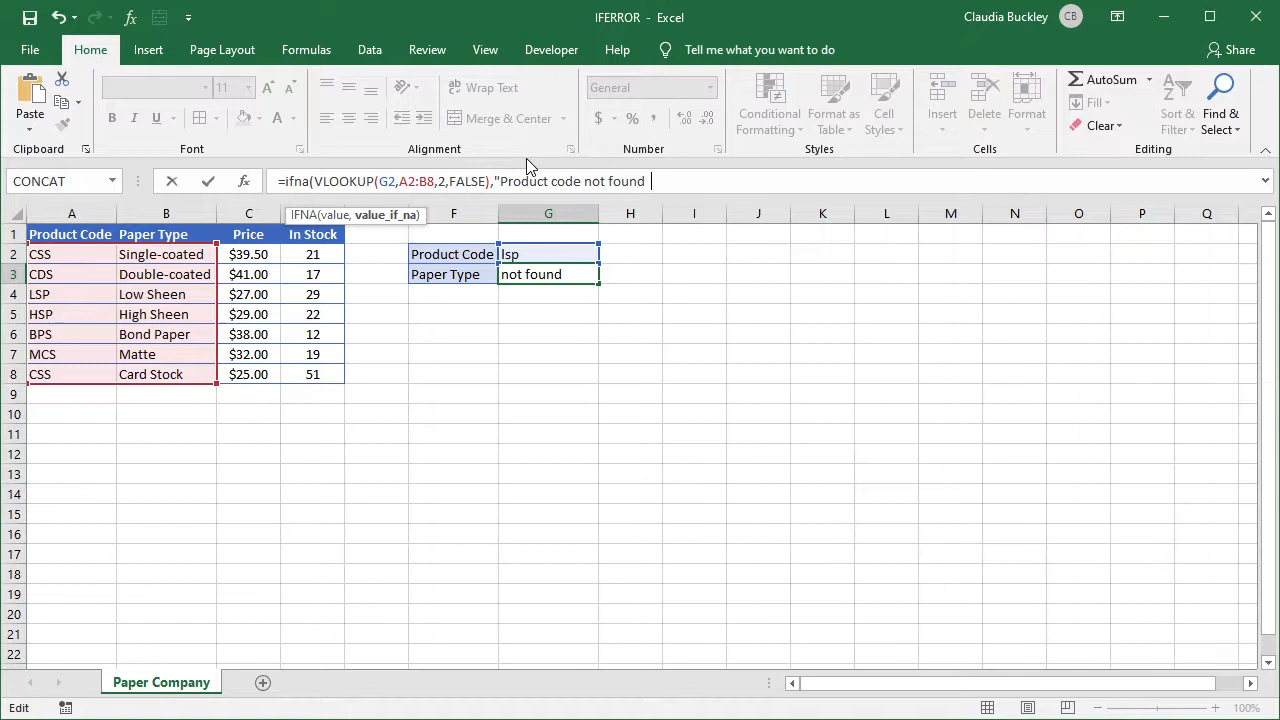 IFERROR - Excel
Claudia Buckley CB
File Home Insert Page Layout Formulas Data Review View Developer Help Tell me what you want to do Share
Paste
Clipboard
11
B I U A
A A
Font
ab Wrap Text
Merge & Center
Alignment
General
$ % ,
Number
Conditional Formatting
Format as Table
Cell Styles
Styles
Insert Delete Format
Cells
AutoSum
Fill
Clear
Sort & Filter
Find & Select
Editing
CONCAT fx =ifna(VLOOKUP(G2,A2:B8,2,FALSE),"Product code not found
IFNA(value, value_if_na)
A B C F G H I J K L M N O P Q
1 Product Code Paper Type Price In Stock
2 CSS Single-coated $39.50 21 Product Code lsp
3 CDS Double-coated $41.00 17 Paper Type not found
4 LSP Low Sheen $27.00 29
5 HSP High Sheen $29.00 22
6 BPS Bond Paper $38.00 12
7 MCS Matte $32.00 19
8 CSS Card Stock $25.00 51
9
10
11
12
13
14
15
16
17
18
19
20
21
22
Paper Company
Edit 100%